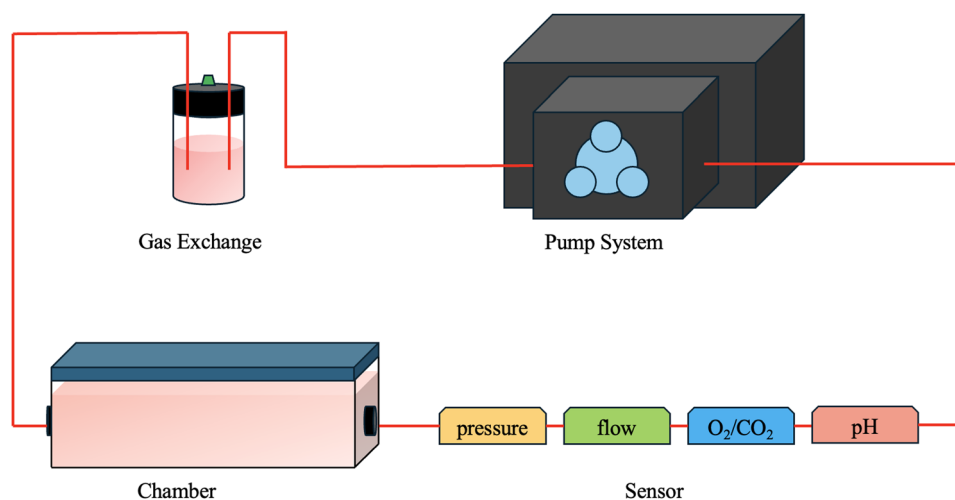 Gas Exchange
Pump System
pressure
flow
O₂/CO₂
pH
Chamber
Sensor